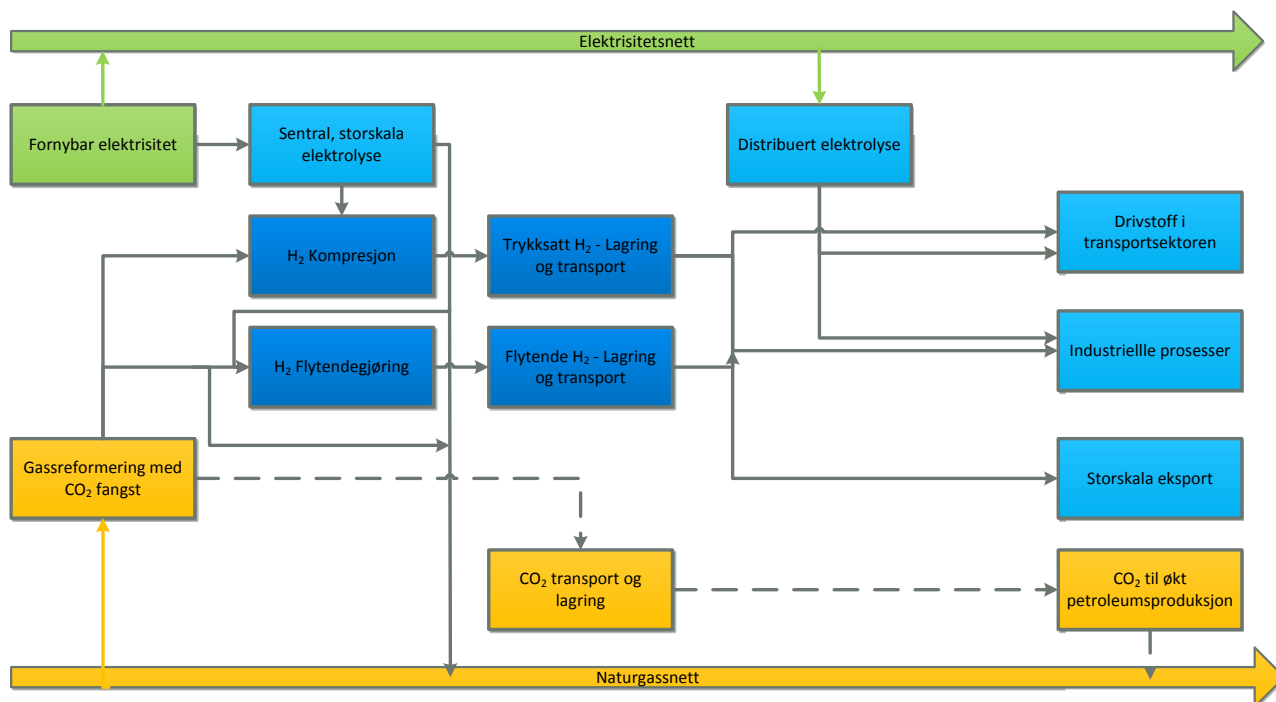 Elektrisitetsnett
Fornybar elektrisitet
Sentral, storskala
elektrolyse
Distribuert elektrolyse
H₂ Kompresjon
Trykksatt H₂ - Lagring
og transport
Drivstoff i
transportsektoren
H₂ Flytendegjøring
Flytende H₂ - Lagring
og transport
Industriellle prosesser
Gassreformering med
CO₂ fangst
Storskala eksport
CO₂ transport og
lagring
CO₂ til økt
petroleumsproduksjon
Naturgassnett